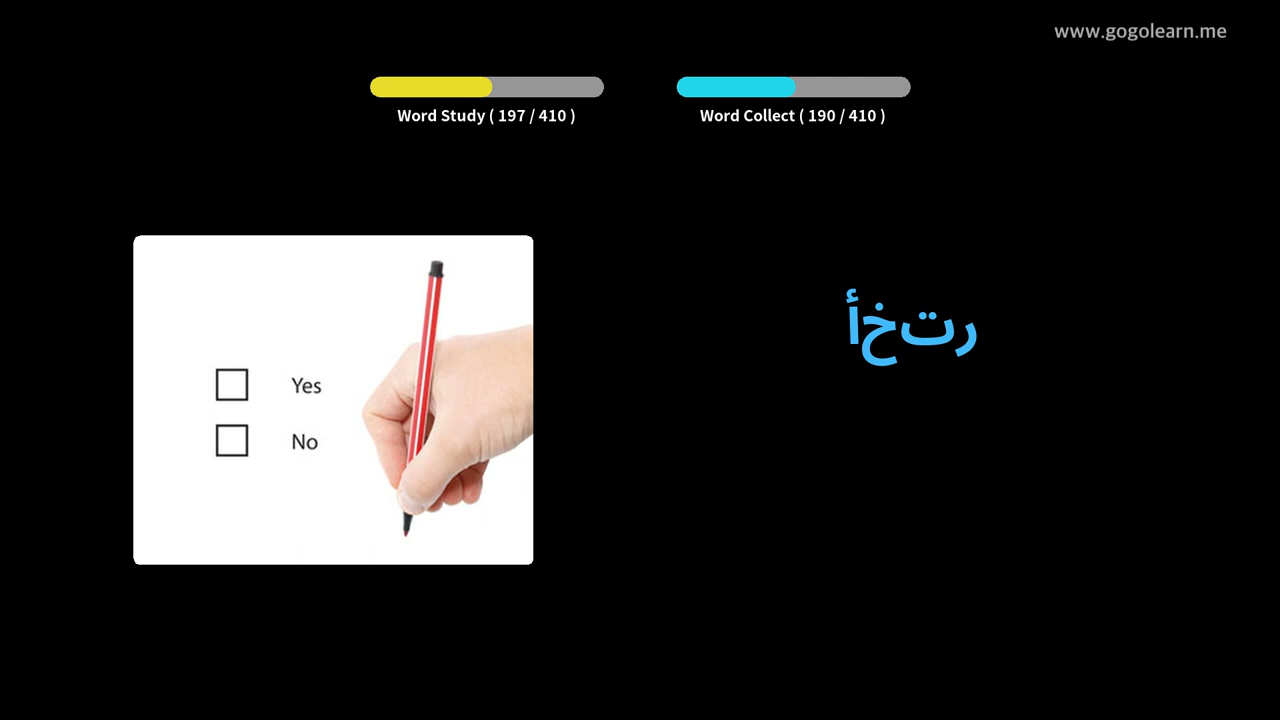 www.gogolearn.me
Word Study ( 197 / 410 )
Word Collect ( 190 / 410 )
رتخأ
Yes
No